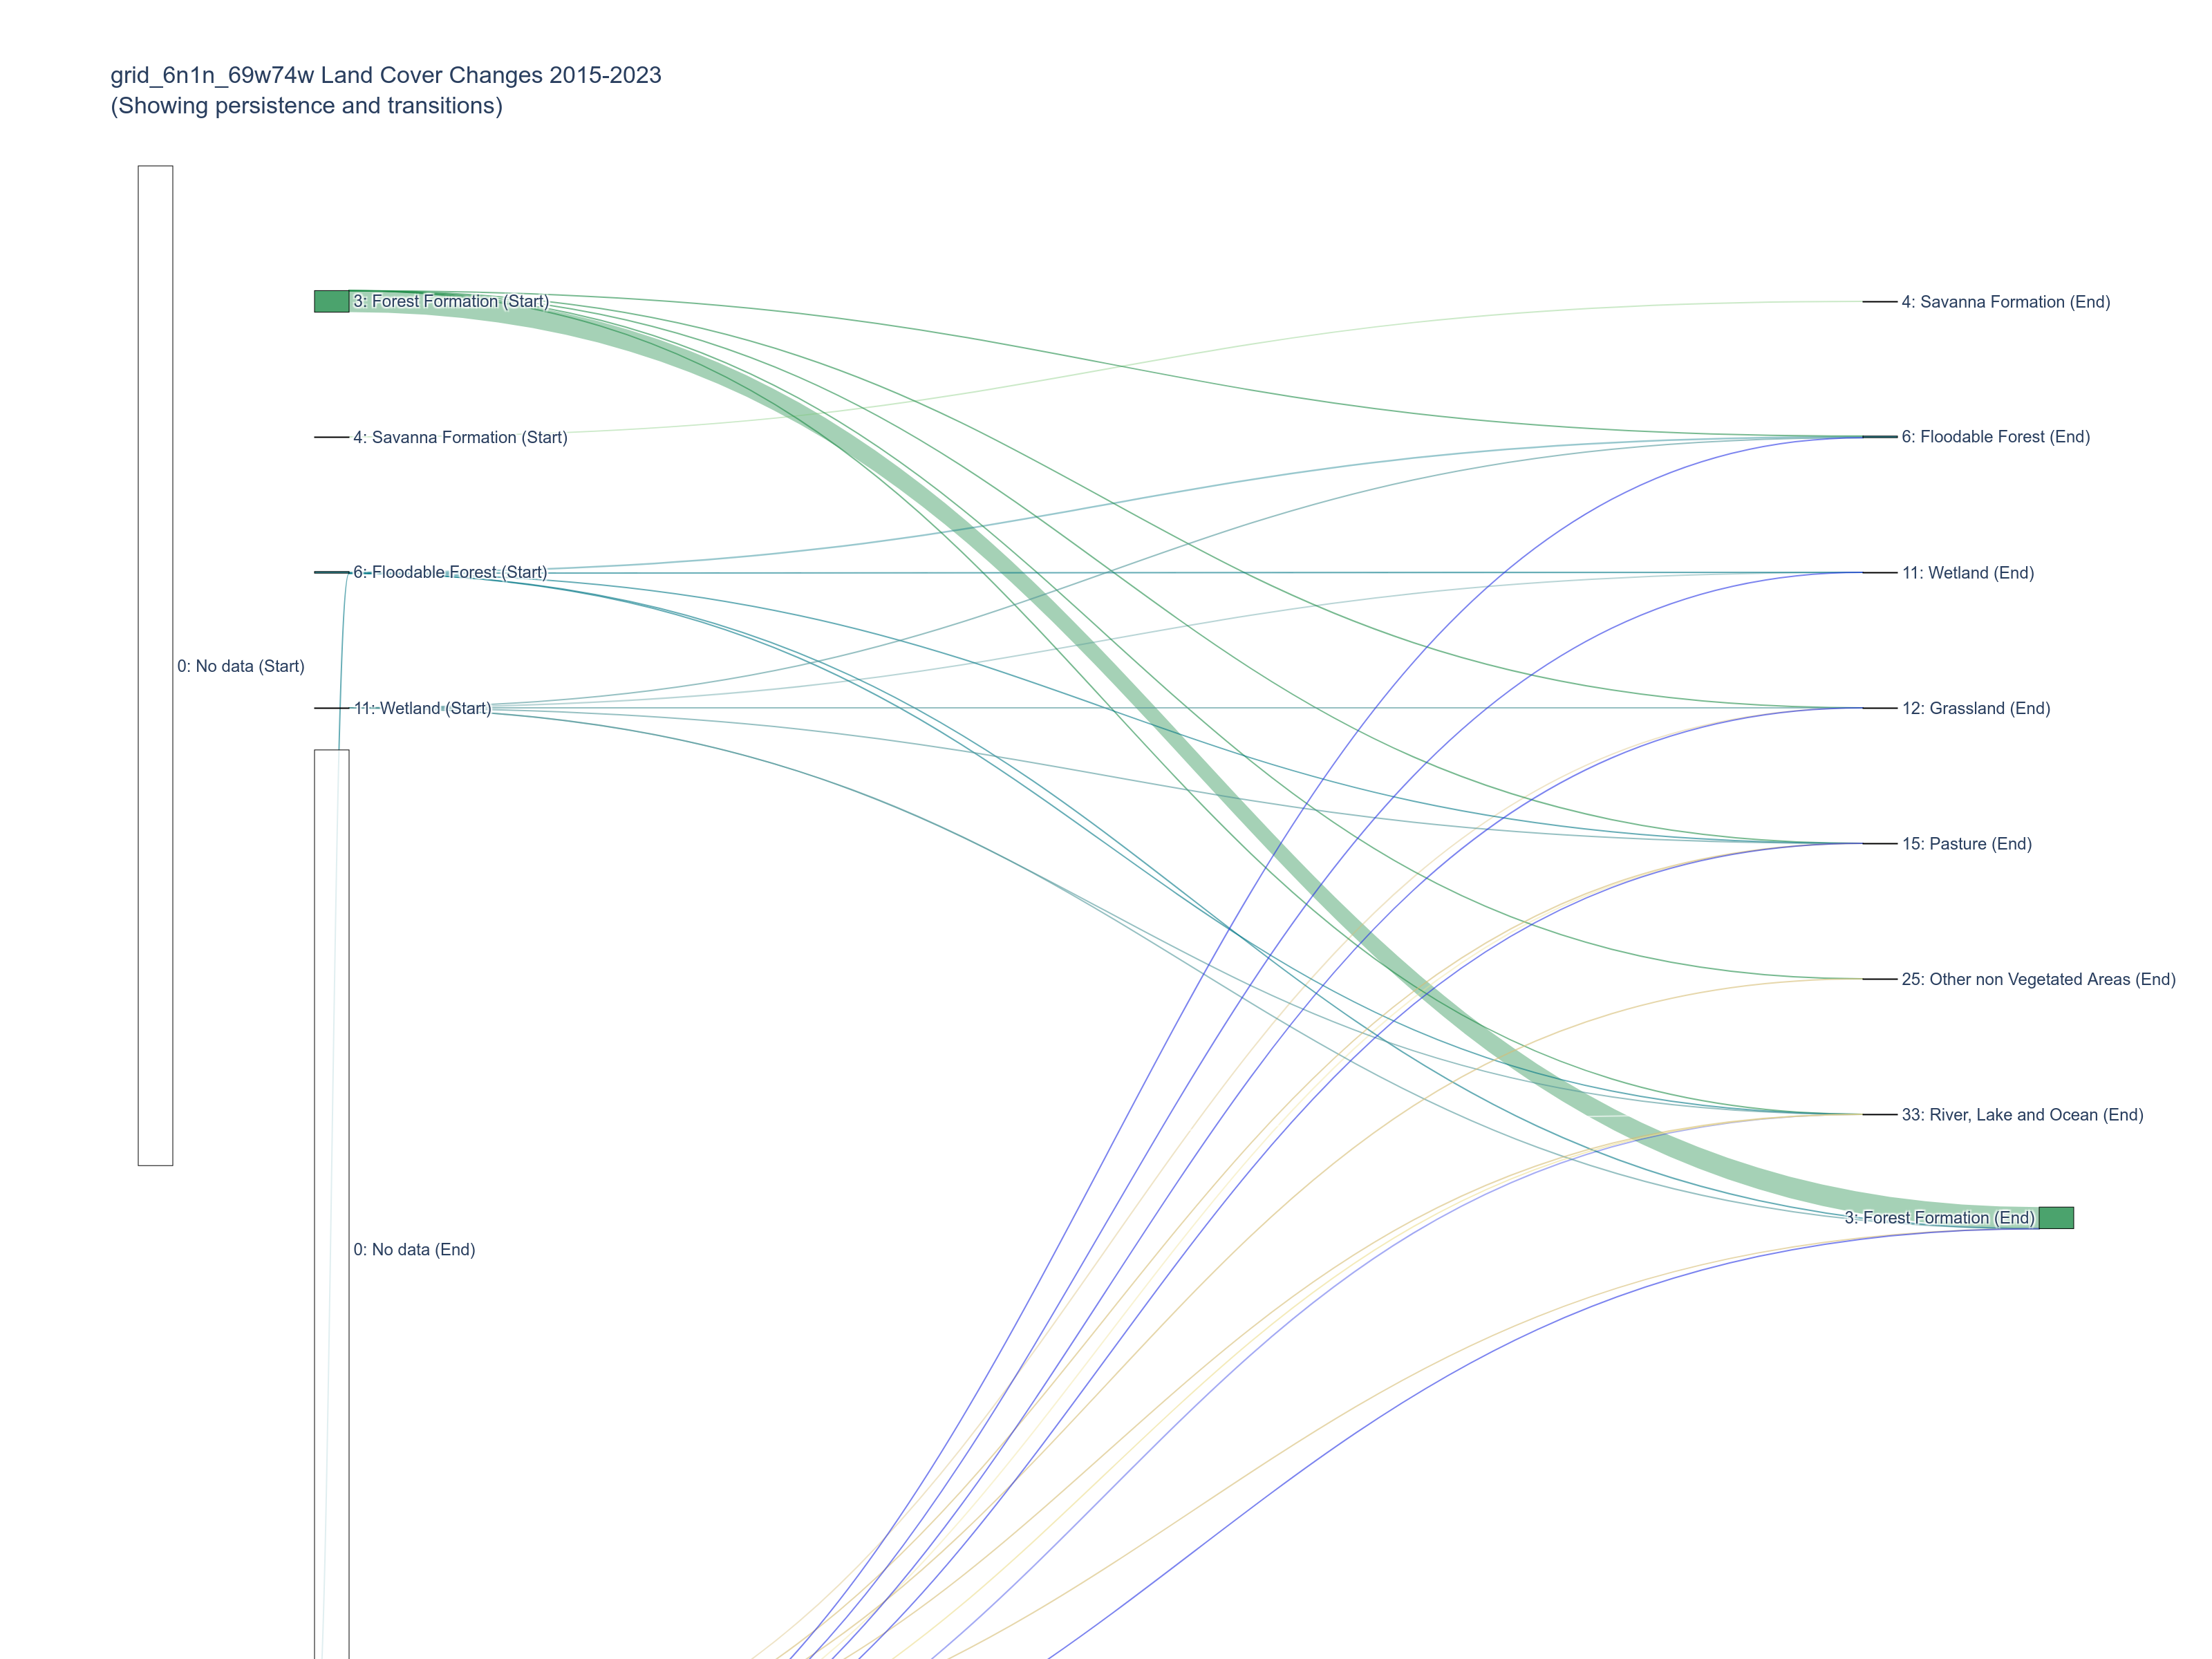 grid_6n1n_69w74w Land Cover Changes 2015-2023
(Showing persistence and transitions)
3: Forest Formation (Start)
4: Savanna Formation (End)
4: Savanna Formation (Start)
6: Floodable Forest (End)
6: Floodable Forest (Start)
11: Wetland (End)
0: No data (Start)
11: Wetland (Start)
12: Grassland (End)
15: Pasture (End)
25: Other non Vegetated Areas (End)
33: River, Lake and Ocean (End)
3: Forest Formation (End)
0: No data (End)